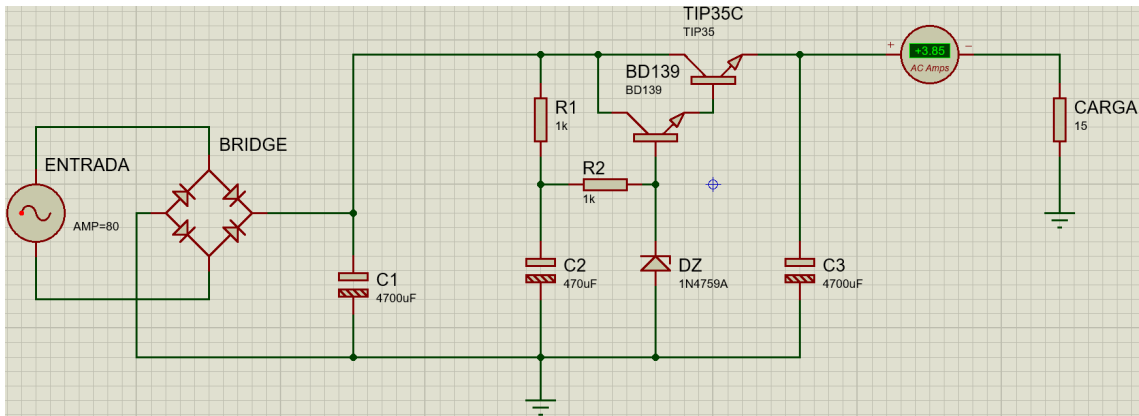 TIP35C
TIP35
BD139
BD139
+3.85
AC Amps
+
−
R1
1k
CARGA
15
ENTRADA
AMP=80
BRIDGE
R2
1k
C1
4700uF
C2
470uF
DZ
1N4759A
C3
4700uF